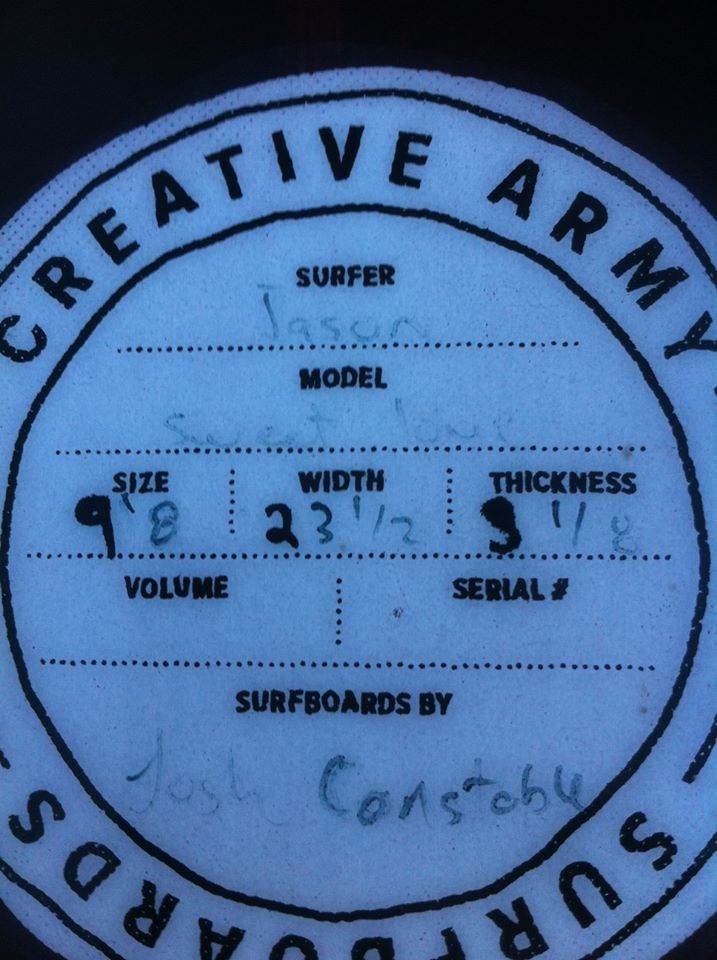 CREATIVE ARMY
SURFER
Jason
MODEL
Sweet
SIZE WIDTH THICKNESS
9'8 23 1/2 3 1/8
VOLUME SERIAL #
SURFBOARDS BY
Josh Constable
SURFBOARDS